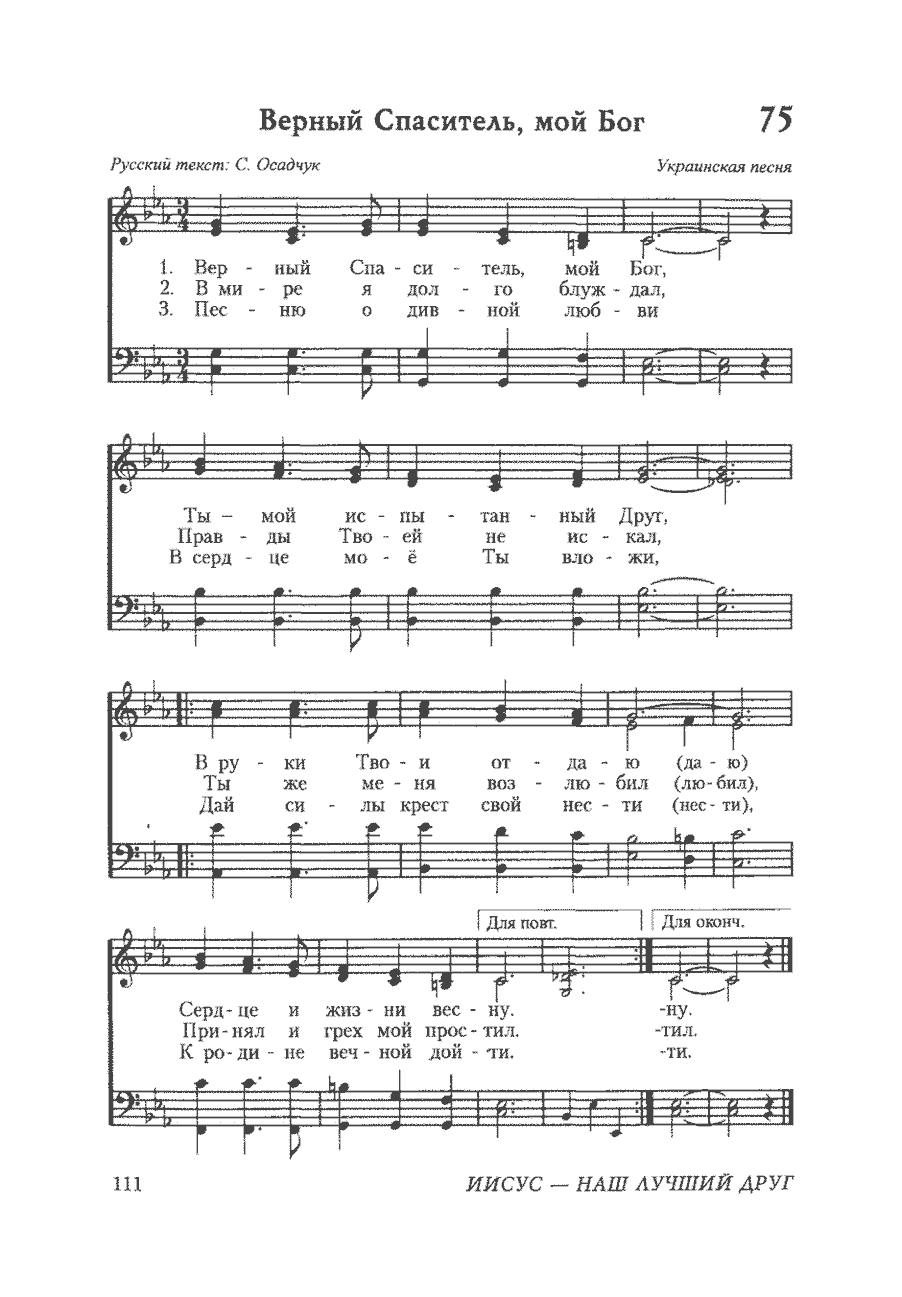 Верный Спаситель, мой Бог 75
Русский текст: С. Осадчук Украинская песня
1. Вер - ный Спа - си - тель, мой Бог,
2. В ми - ре я дол - го блуж - дал,
3. Пес - ню о див - ной люб - ви
Ты – мой ис - пы - тан - ный Друг,
Прав - ды Тво - ей не ис - кал,
В серд - це мо - ё Ты вло - жи,
В ру - ки Тво - и от - да - ю (да - ю)
Ты же ме - ня воз - лю - бил (лю - бил),
Дай си - лы крест свой нес - ти (нес - ти),
Для повт. Для оконч.
Серд - це и жиз - ни вес - ну. -ну.
При - нял и грех мой прос - тил. -тил.
К ро - ди - не веч - ной дой - ти. -ти.
111 ИИСУС — НАШ ЛУЧШИЙ ДРУГ